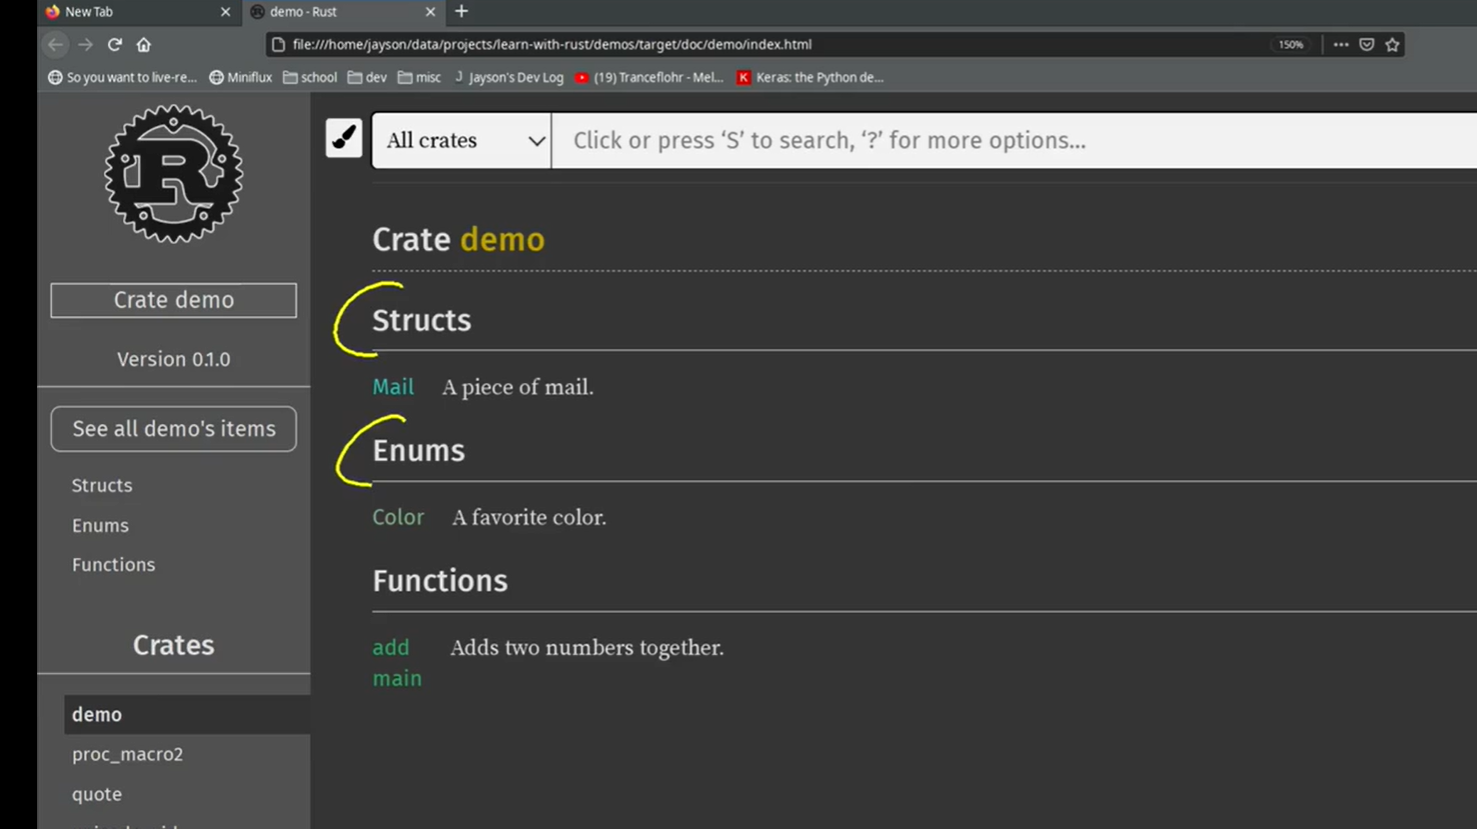 New Tab
demo - Rust
file:///home/jayson/data/projects/learn-with-rust/demos/target/doc/demo/index.html
150%
So you want to live-re...
Miniflux
school
dev
misc
J Jayson's Dev Log
(19) Tranceflohr - Mel...
K Keras: the Python de...
R
Crate demo
Version 0.1.0
See all demo's items
Structs
Enums
Functions
Crates
demo
proc_macro2
quote
All crates
Click or press ‘S’ to search, ‘?’ for more options...
Crate demo
Structs
Mail A piece of mail.
Enums
Color A favorite color.
Functions
add Adds two numbers together.
main